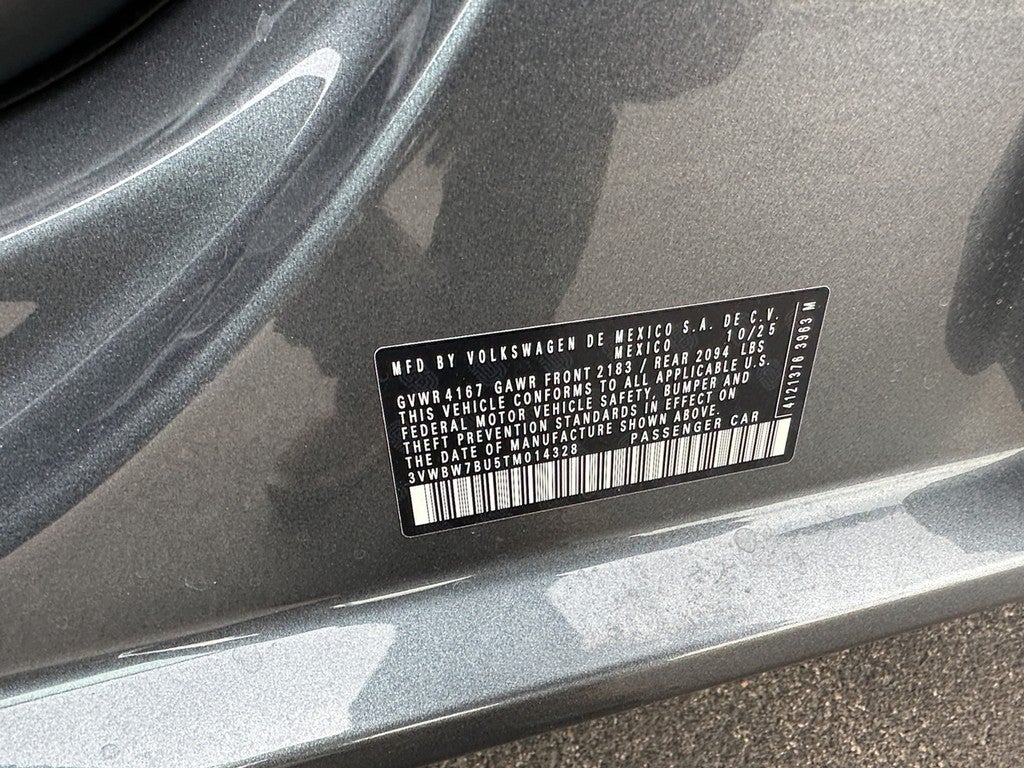 MFD BY VOLKSWAGEN DE MEXICO S.A. DE C.V.
MEXICO 10/25
GVWR 4167 GAWR FRONT 2183 / REAR 2094 LBS
THIS VEHICLE CONFORMS TO ALL APPLICABLE U.S.
FEDERAL MOTOR VEHICLE SAFETY, BUMPER AND
THEFT PREVENTION STANDARDS IN EFFECT ON
THE DATE OF MANUFACTURE SHOWN ABOVE.
3VWBW7BU5TM014328 PASSENGER CAR
4121376 3963 M